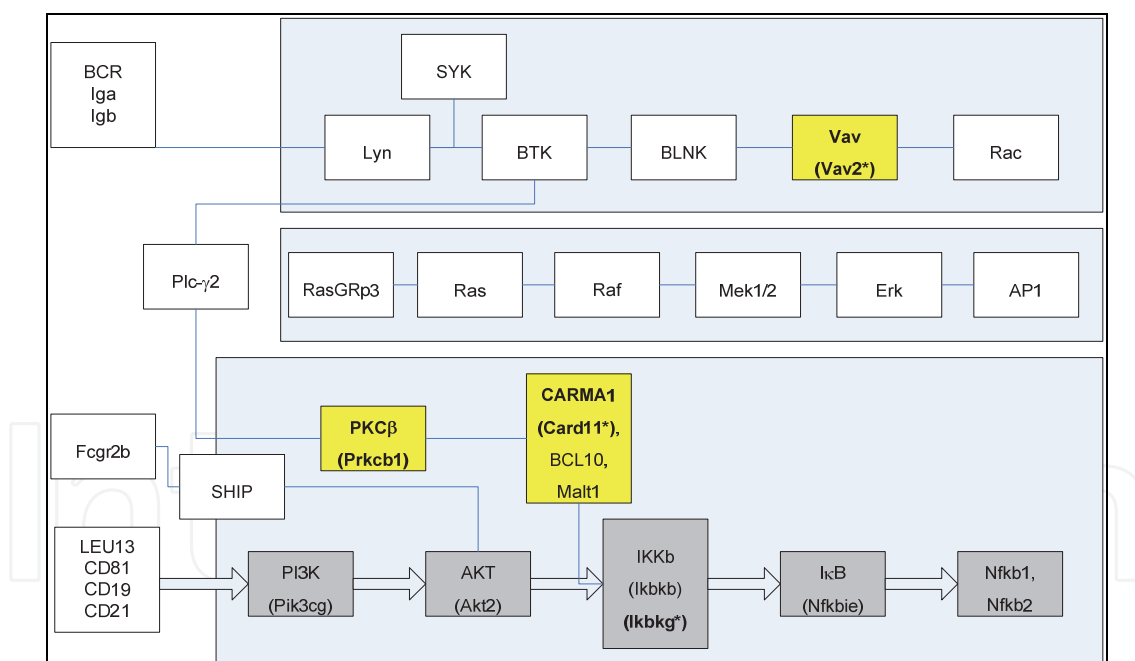 BCR
Iga
Igb
SYK
Lyn
BTK
BLNK
Vav
(Vav2*)
Rac
Plc-γ2
RasGRp3
Ras
Raf
Mek1/2
Erk
AP1
Fcgr2b
SHIP
PKCβ
(Prkcb1)
CARMA1
(Card11*),
BCL10,
Malt1
LEU13
CD81
CD19
CD21
PI3K
(Pik3cg)
AKT
(Akt2)
IKKb
(Ikbkb)
(Ikbkg*)
IκB
(Nfkbie)
Nfkb1,
Nfkb2